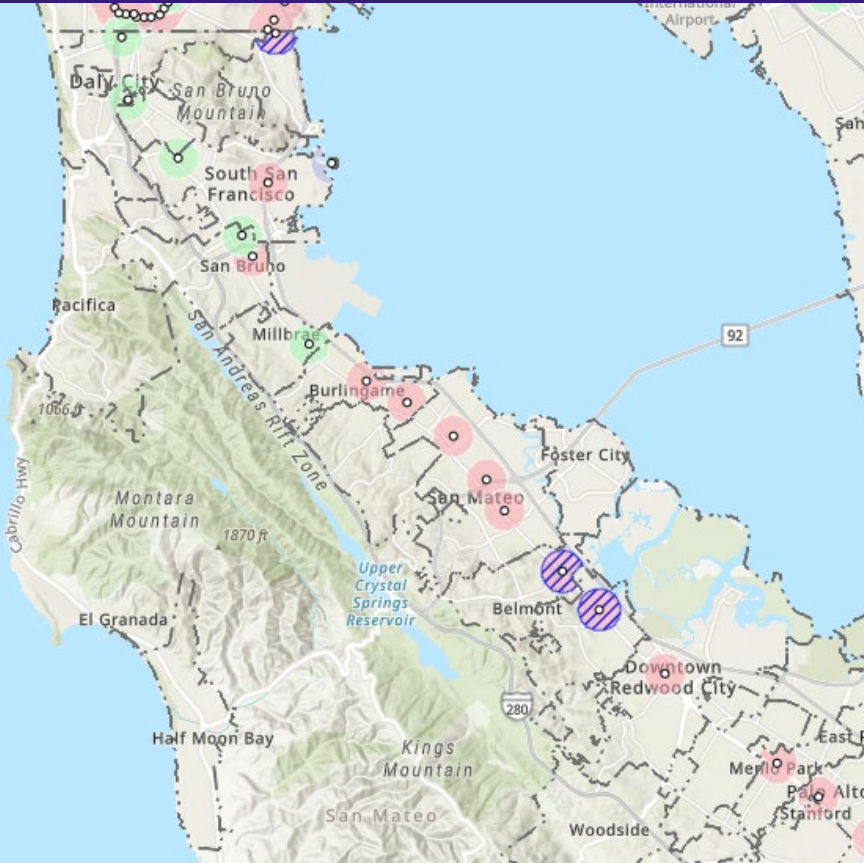 International
Airport
Daly City
San Bruno
Mountain
South San
Francisco
San Bruno
Pacifica
Millbrae
92
San Andreas Rift Zone
Burlingame
1066 ft
Foster City
Cabrillo Hwy
Montara
Mountain
San Mateo
1870 ft
Upper
Crystal
Springs
Reservoir
El Granada
Belmont
Downtown
Redwood City
280
Half Moon Bay
East
Kings
Mountain
Menlo Park
Palo Alto
Stanford
San Mateo
Woodside